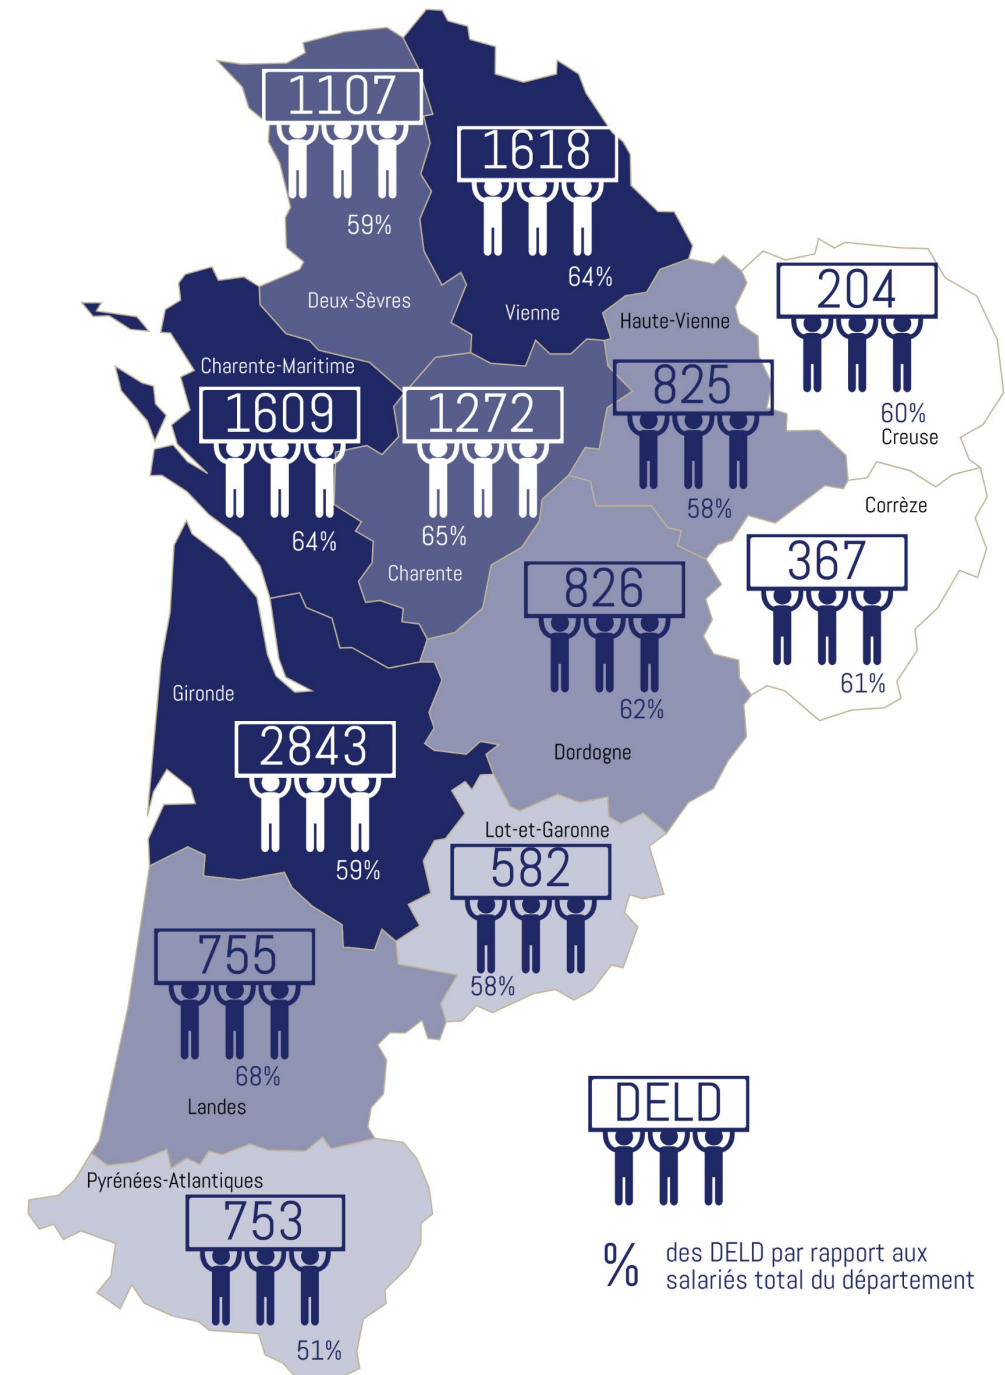 1107
59%
Deux-Sèvres
1618
64%
Vienne
Haute-Vienne
825
58%
204
60%
Creuse
Charente-Maritime
1609
64%
1272
65%
Charente
Corrèze
367
61%
826
62%
Dordogne
Gironde
2843
59%
Lot-et-Garonne
582
58%
755
68%
Landes
Pyrénées-Atlantiques
753
51%
DELD
% des DELD par rapport aux
salariés total du département